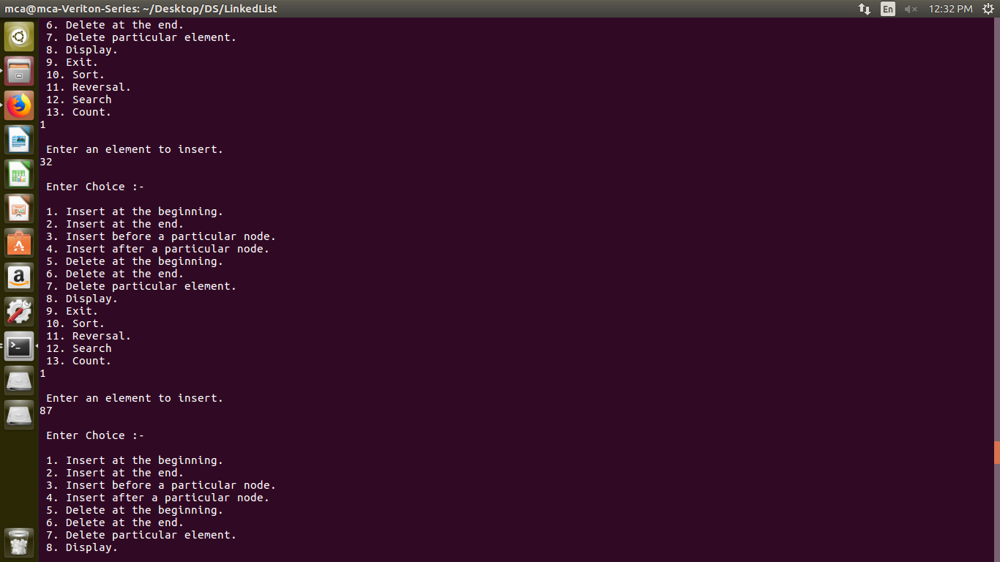 mca@mca-Veriton-Series: ~/Desktop/DS/LinkedList En 12:32 PM
6. Delete at the end.
7. Delete particular element.
8. Display.
9. Exit.
10. Sort.
11. Reversal.
12. Search
13. Count.
1
Enter an element to insert.
32
Enter Choice :-
1. Insert at the beginning.
2. Insert at the end.
3. Insert before a particular node.
4. Insert after a particular node.
5. Delete at the beginning.
6. Delete at the end.
7. Delete particular element.
8. Display.
9. Exit.
10. Sort.
11. Reversal.
12. Search
13. Count.
1
Enter an element to insert.
87
Enter Choice :-
1. Insert at the beginning.
2. Insert at the end.
3. Insert before a particular node.
4. Insert after a particular node.
5. Delete at the beginning.
6. Delete at the end.
7. Delete particular element.
8. Display.